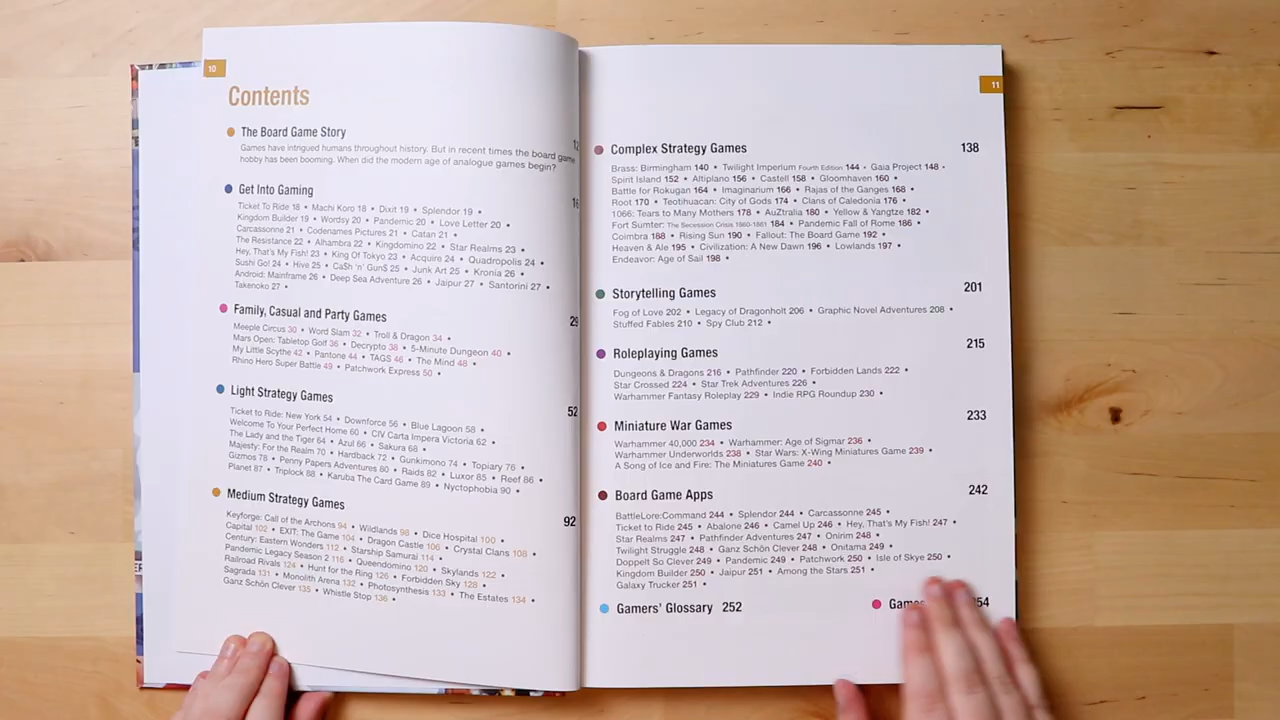 10
Contents
The Board Game Story
12
Games have intrigued humans throughout history. But in recent times the board game
hobby has been booming. When did the modern age of analogue games begin?
Get Into Gaming
16
Ticket To Ride 18 • Machi Koro 18 • Dixit 19 • Splendor 19 •
Kingdom Builder 19 • Wordsy 20 • Pandemic 20 • Love Letter 20 •
Carcassonne 21 • Codenames Pictures 21 • Catan 21 •
The Resistance 22 • Alhambra 22 • Kingdomino 22 • Star Realms 23 •
Hey, That's My Fish! 23 • King Of Tokyo 23 • Acquire 24 • Quadropolis 24 •
Sushi Go! 24 • Hive 25 • Ca$h 'n' Gun$ 25 • Junk Art 25 • Kronia 26 •
Android: Mainframe 26 • Deep Sea Adventure 26 • Jaipur 27 • Santorini 27 •
Takenoko 27 •
Family, Casual and Party Games
29
Meeple Circus 30 • Word Slam 32 • Troll & Dragon 34 •
Mars Open: Tabletop Golf 36 • Decrypto 38 • 5-Minute Dungeon 40 •
My Little Scythe 42 • Pantone 44 • TAGS 46 • The Mind 48 •
Rhino Hero Super Battle 49 • Patchwork Express 50 •
Light Strategy Games
52
Ticket to Ride: New York 54 • Downforce 56 • Blue Lagoon 58 •
Welcome To Your Perfect Home 60 • CIV Carta Impera Victoria 62 •
The Lady and the Tiger 64 • Azul 66 • Sakura 68 •
Majesty: For the Realm 70 • Hardback 72 • Gunkimono 74 • Topiary 76 •
Gizmos 78 • Penny Papers Adventures 80 • Raids 82 • Luxor 85 • Reef 86 •
Planet 87 • Triplock 88 • Karuba The Card Game 89 • Nyctophobia 90 •
Medium Strategy Games
92
Keyforge: Call of the Archons 94 • Wildlands 98 • Dice Hospital 100 •
Capital 102 • EXIT: The Game 104 • Dragon Castle 106 • Crystal Clans 108 •
Century: Eastern Wonders 112 • Starship Samurai 114 •
Pandemic Legacy Season 2 116 • Queendomino 120 • Skylands 122 •
Railroad Rivals 124 • Hunt for the Ring 126 • Forbidden Sky 128 •
Sagrada 131 • Monolith Arena 132 • Photosynthesis 133 • The Estates 134 •
Ganz Schön Clever 135 • Whistle Stop 136 •
11
Complex Strategy Games 138
Brass: Birmingham 140 • Twilight Imperium Fourth Edition 144 • Gaia Project 148 •
Spirit Island 152 • Altiplano 156 • Castell 158 • Gloomhaven 160 •
Battle for Rokugan 164 • Imaginarium 166 • Rajas of the Ganges 168 •
Root 170 • Teotihuacan: City of Gods 174 • Clans of Caledonia 176 •
1066: Tears to Many Mothers 178 • AuZtralia 180 • Yellow & Yangtze 182 •
Fort Sumter: The Secession Crisis 1860-1861 184 • Pandemic Fall of Rome 186 •
Coimbra 188 • Rising Sun 190 • Fallout: The Board Game 192 •
Heaven & Ale 195 • Civilization: A New Dawn 196 • Lowlands 197 •
Endeavor: Age of Sail 198 •
Storytelling Games 201
Fog of Love 202 • Legacy of Dragonholt 206 • Graphic Novel Adventures 208 •
Stuffed Fables 210 • Spy Club 212 •
Roleplaying Games 215
Dungeons & Dragons 216 • Pathfinder 220 • Forbidden Lands 222 •
Star Crossed 224 • Star Trek Adventures 226 •
Warhammer Fantasy Roleplay 229 • Indie RPG Roundup 230 •
Miniature War Games 233
Warhammer 40,000 234 • Warhammer: Age of Sigmar 236 •
Warhammer Underworlds 238 • Star Wars: X-Wing Miniatures Game 239 •
A Song of Ice and Fire: The Miniatures Game 240 •
Board Game Apps 242
BattleLore:Command 244 • Splendor 244 • Carcassonne 245 •
Ticket to Ride 245 • Abalone 246 • Camel Up 246 • Hey, That's My Fish! 247 •
Star Realms 247 • Pathfinder Adventures 247 • Onirim 248 •
Twilight Struggle 248 • Ganz Schön Clever 248 • Onitama 249 •
Doppelt So Clever 249 • Pandemic 249 • Patchwork 250 • Isle of Skye 250 •
Kingdom Builder 250 • Jaipur 251 • Among the Stars 251 •
Galaxy Trucker 251 •
Gamers' Glossary 252